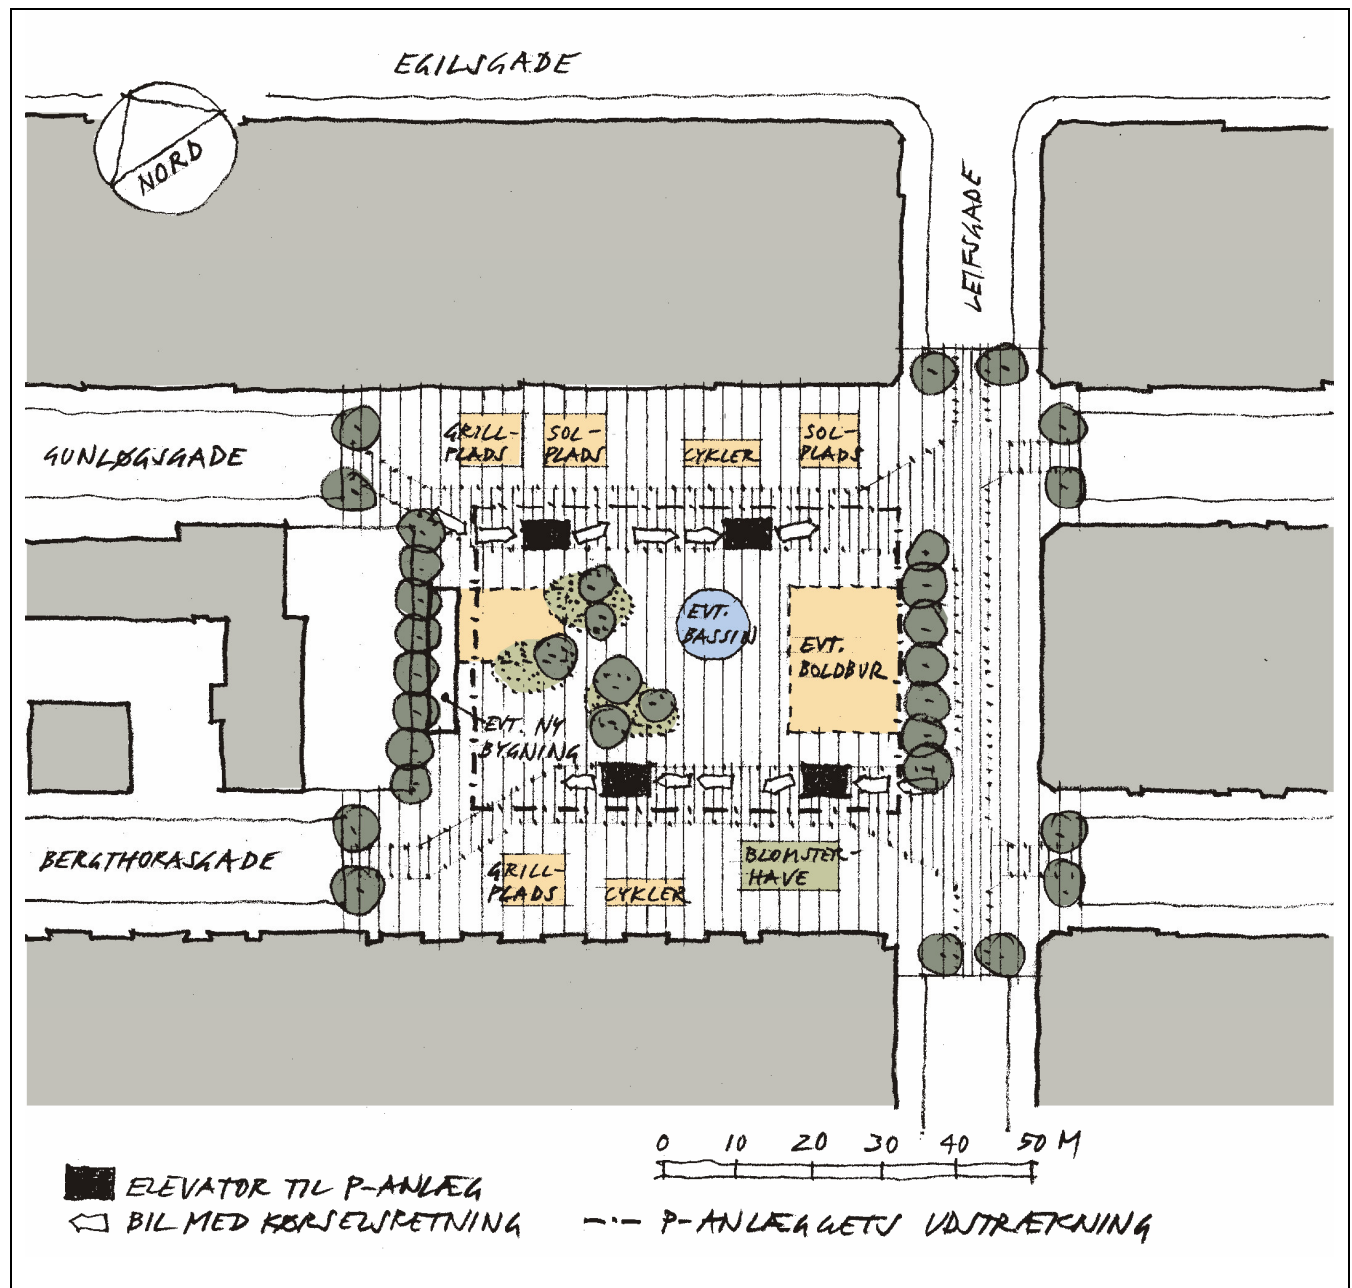 EGILSGADE
NORD
LEIFSGADE
GUNLØGSGADE
GRILL-
PLADS
SOL-
PLADS
CYKLER
SOL-
PLADS
EVT.
BASSIN
EVT.
BOLDBUR
EVT. NY
BYGNING
BERGTHORASGADE
GRILL-
PLADS
CYKLER
BLOMSTER-
HAVE
0 10 20 30 40 50 M
ELEVATOR TIL P-ANLÆG
BIL MED KØRSELSRETNING
P-ANLÆGGETS UDSTRÆKNING